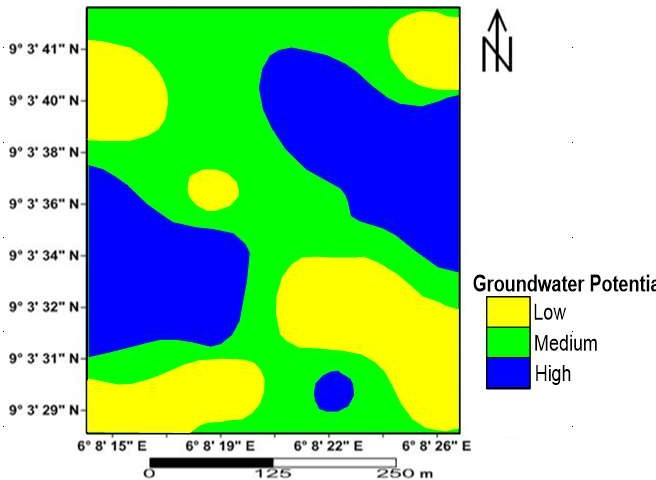 N
9° 3' 41" N
9° 3' 40" N
9° 3' 38" N
9° 3' 36" N
9° 3' 34" N
9° 3' 32" N
9° 3' 31" N
9° 3' 29" N
6° 8' 15" E 6° 8' 19" E 6° 8' 22" E 6° 8' 26" E
0 125 250 m
Groundwater Potentia
Low
Medium
High